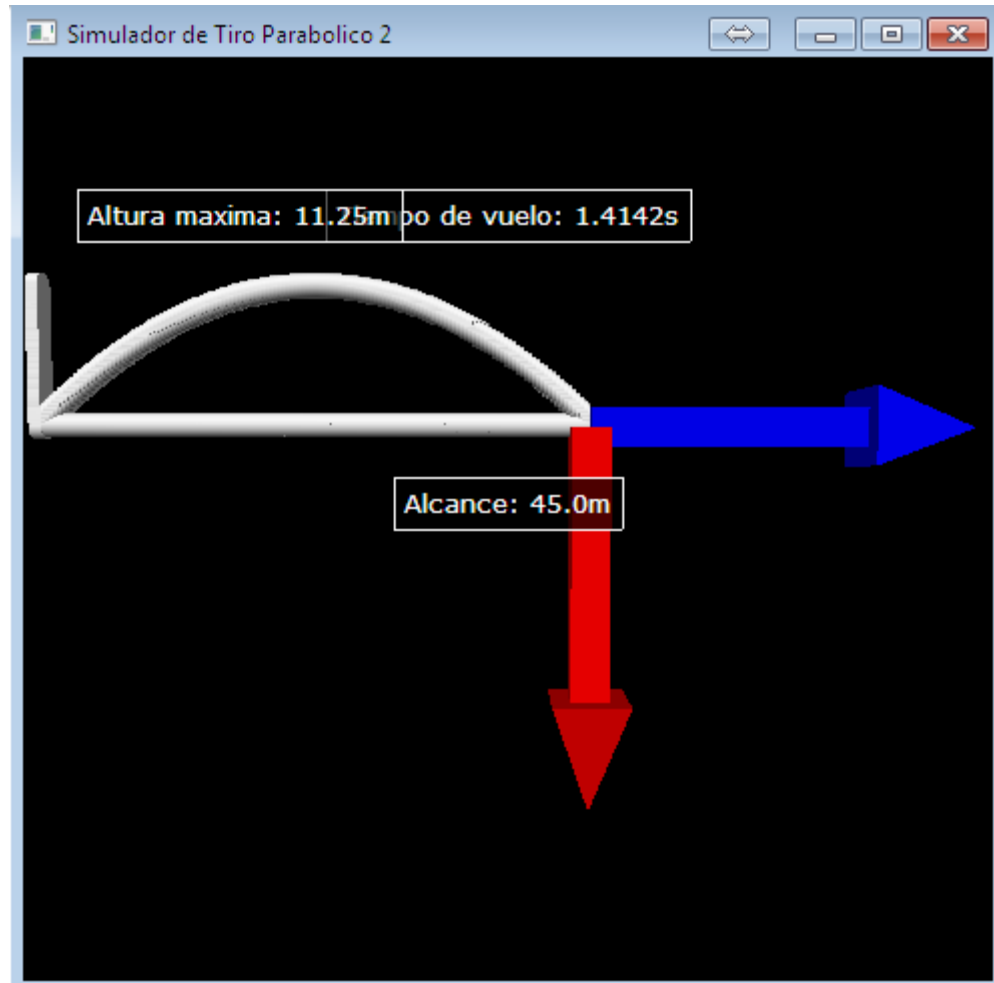 Simulador de Tiro Parabolico 2
Altura maxima: 11.25m po de vuelo: 1.4142s
Alcance: 45.0m